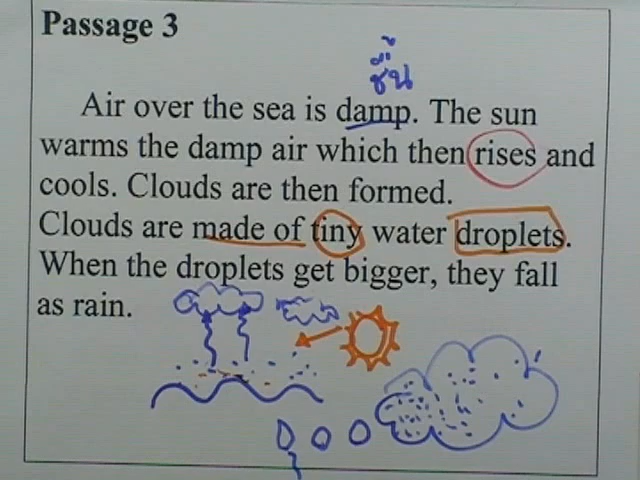 Passage 3
ชื้น
Air over the sea is damp. The sun
warms the damp air which then rises and
cools. Clouds are then formed.
Clouds are made of tiny water droplets.
When the droplets get bigger, they fall
as rain.